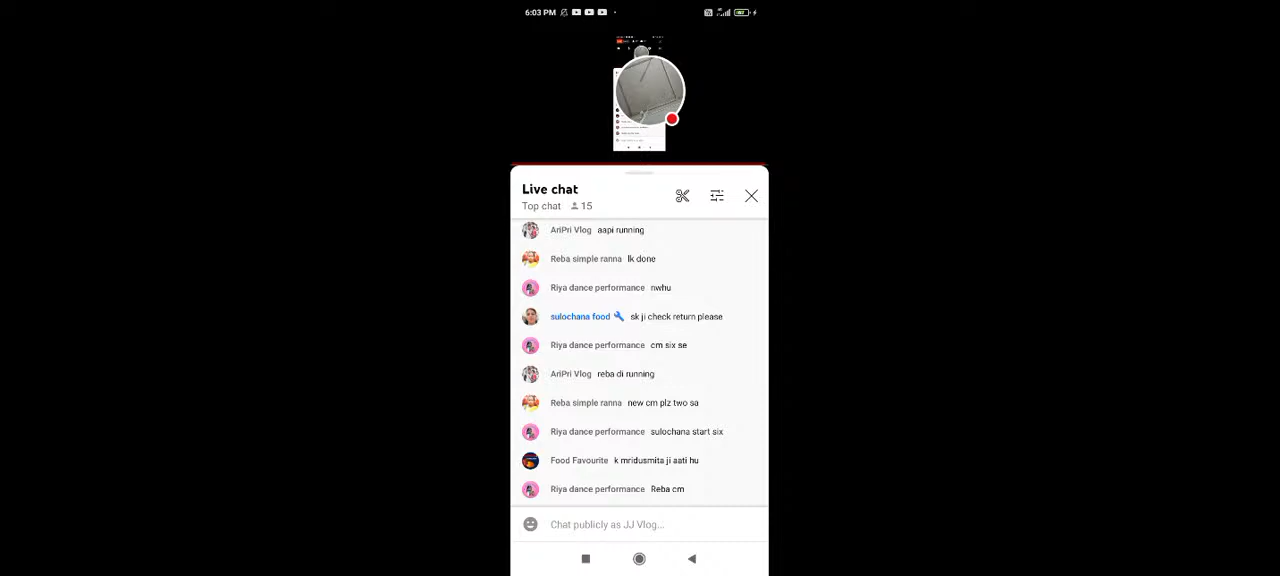 6:03 PM
Live chat
Top chat 15
AriPri Vlog aapi running
Reba simple ranna lk done
Riya dance performance nwhu
sulochana food sk ji check return please
Riya dance performance cm six se
AriPri Vlog reba di running
Reba simple ranna new cm plz two sa
Riya dance performance sulochana start six
Food Favourite k mridusmita ji aati hu
Riya dance performance Reba cm
Chat publicly as JJ Vlog...